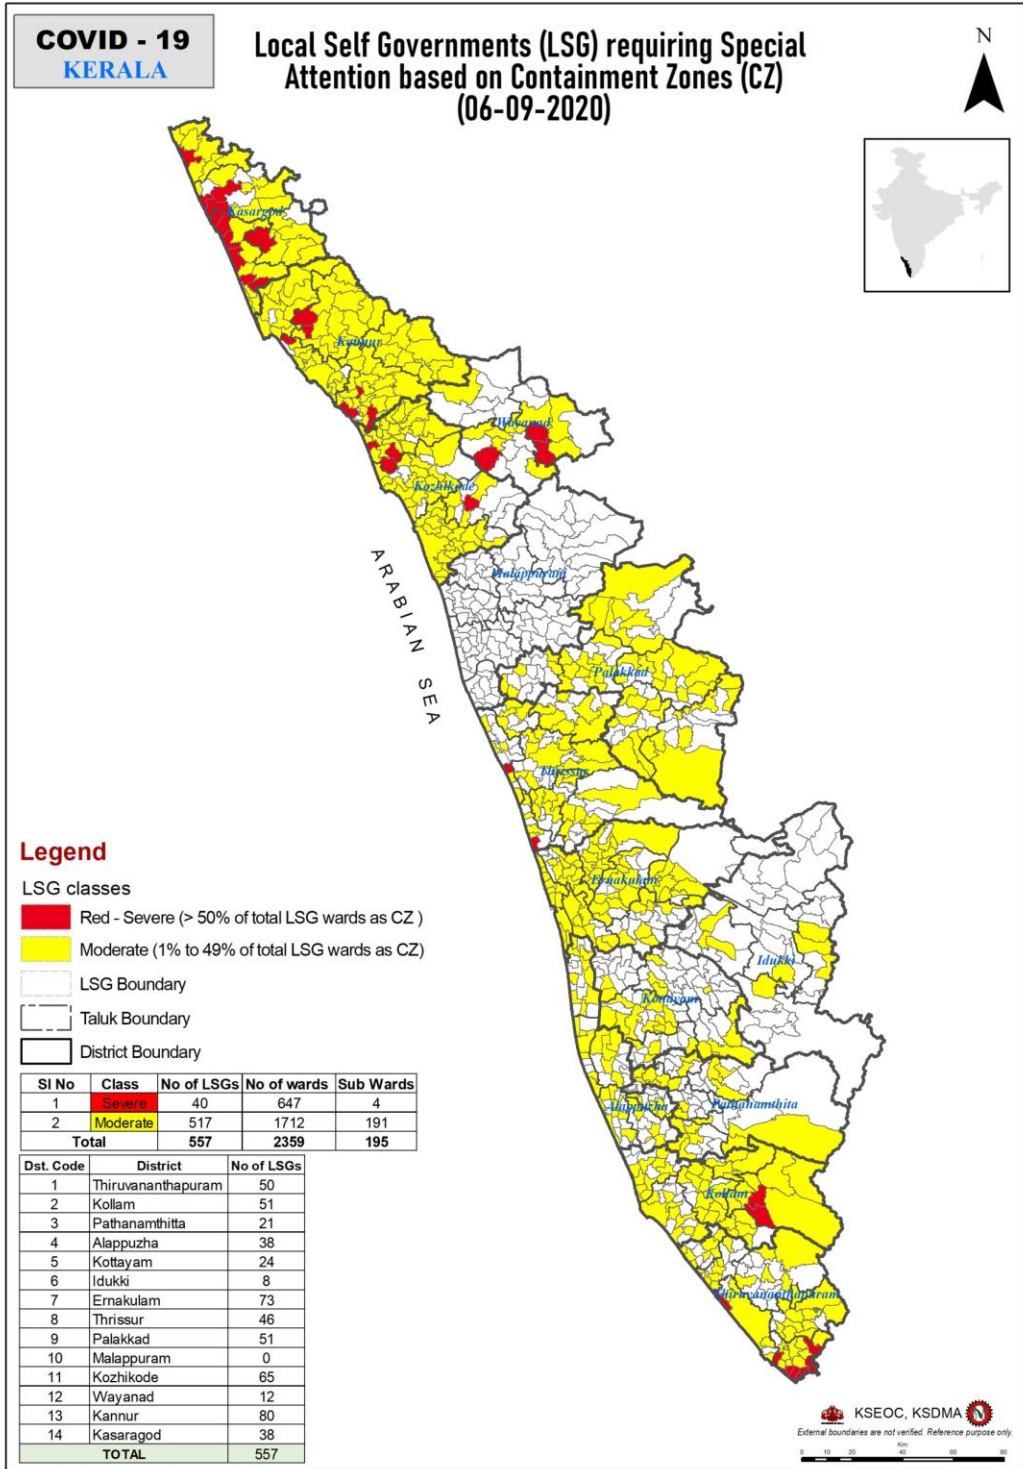 COVID - 19
KERALA
Local Self Governments (LSG) requiring Special
Attention based on Containment Zones (CZ)
(06-09-2020)
N
Kasargod
Kannur
Wayanad
Kozhikode
Malappuram
ARABIAN SEA
Palakkad
Thrissur
Ernakulam
Idukki
Kottayam
Alappuzha
Pathanamthita
Kollam
Thiruvananthapuram
Legend
LSG classes
Red - Severe (> 50% of total LSG wards as CZ )
Moderate (1% to 49% of total LSG wards as CZ)
LSG Boundary
Taluk Boundary
District Boundary
Sl No Class No of LSGs No of wards Sub Wards
1 Severe 40 647 4
2 Moderate 517 1712 191
Total 557 2359 195
Dst. Code District No of LSGs
1 Thiruvananthapuram 50
2 Kollam 51
3 Pathanamthitta 21
4 Alappuzha 38
5 Kottayam 24
6 Idukki 8
7 Ernakulam 73
8 Thrissur 46
9 Palakkad 51
10 Malappuram 0
11 Kozhikode 65
12 Wayanad 12
13 Kannur 80
14 Kasaragod 38
TOTAL 557
KSEOC, KSDMA
External boundaries are not verified. Reference purpose only.
Km
0 10 20 40 60 80